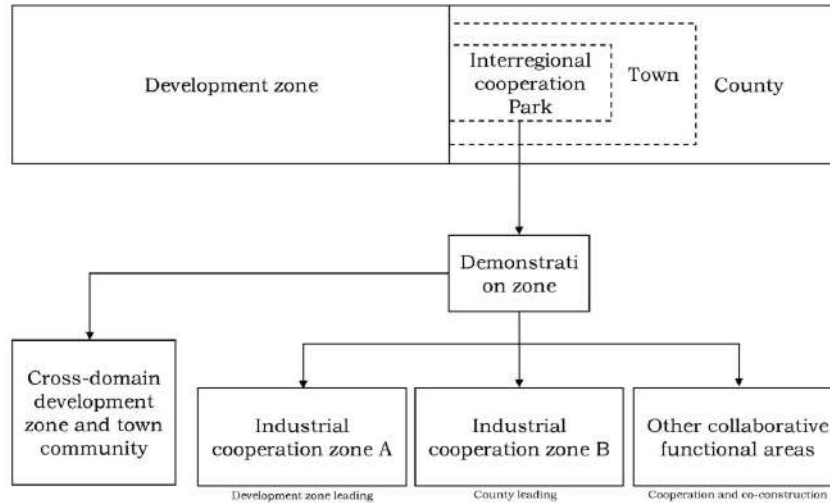 Development zone
Interregional
cooperation
Park
Town
County
Demonstrati
on zone
Cross-domain
development
zone and town
community
Industrial
cooperation zone A
Industrial
cooperation zone B
Other collaborative
functional areas
Development zone leading
County leading
Cooperation and co-construction